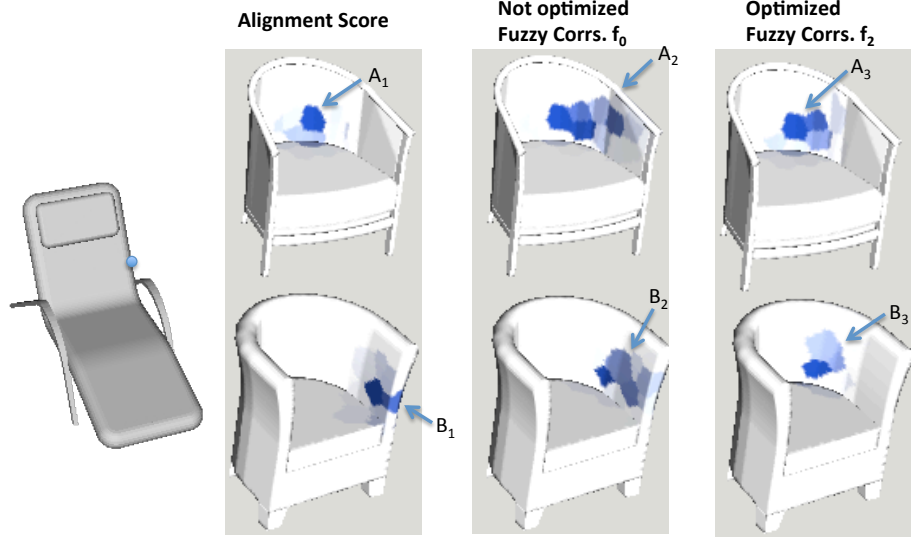 Alignment Score
Not optimized
Fuzzy Corrs. f₀
Optimized
Fuzzy Corrs. f₂
A₁
A₂
A₃
B₁
B₂
B₃